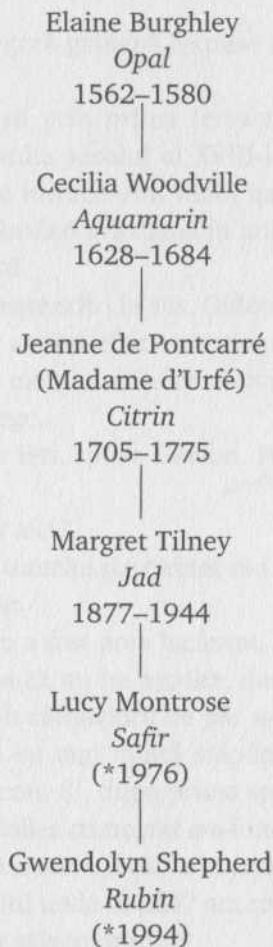 Elaine Burghley
Opal
1562–1580
Cecilia Woodville
Aquamarin
1628–1684
Jeanne de Pontcarré
(Madame d'Urfé)
Citrin
1705–1775
Margret Tilney
Jad
1877–1944
Lucy Montrose
Safir
(*1976)
Gwendolyn Shepherd
Rubin
(*1994)